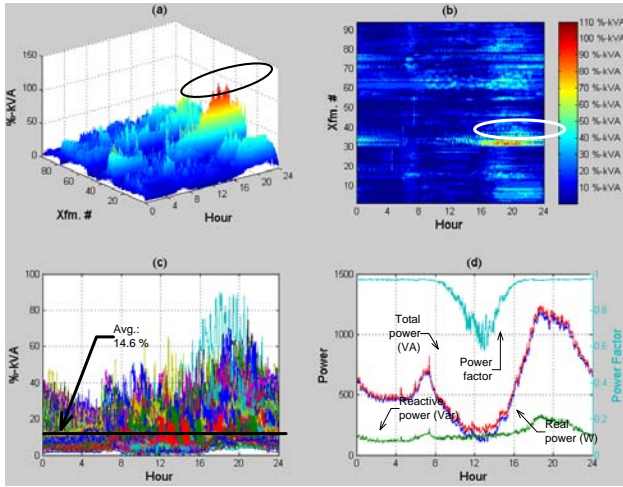 (a)
150
100
50
0
%-kVA
80
60
40
20
0
Xfm. #
0
4
8
12
16
20
24
Hour
(b)
90
80
70
60
50
40
30
20
10
Xfm. #
0
4
8
12
16
20
24
Hour
110 %-kVA
100 %-kVA
90 %-kVA
80 %-kVA
70 %-kVA
60 %-kVA
50 %-kVA
40 %-kVA
30 %-kVA
20 %-kVA
10 %-kVA
(c)
100
80
60
40
20
0
%-kVA
Avg.:
14.6 %
0
4
8
12
16
20
24
Hour
(d)
1500
1000
500
0
Power
Total
power
(VA)
Power
factor
Reactive
power (Var)
Real
power (W)
1
0.8
0.6
0.4
0.2
0
Power Factor
0
4
8
12
16
20
24
Hour